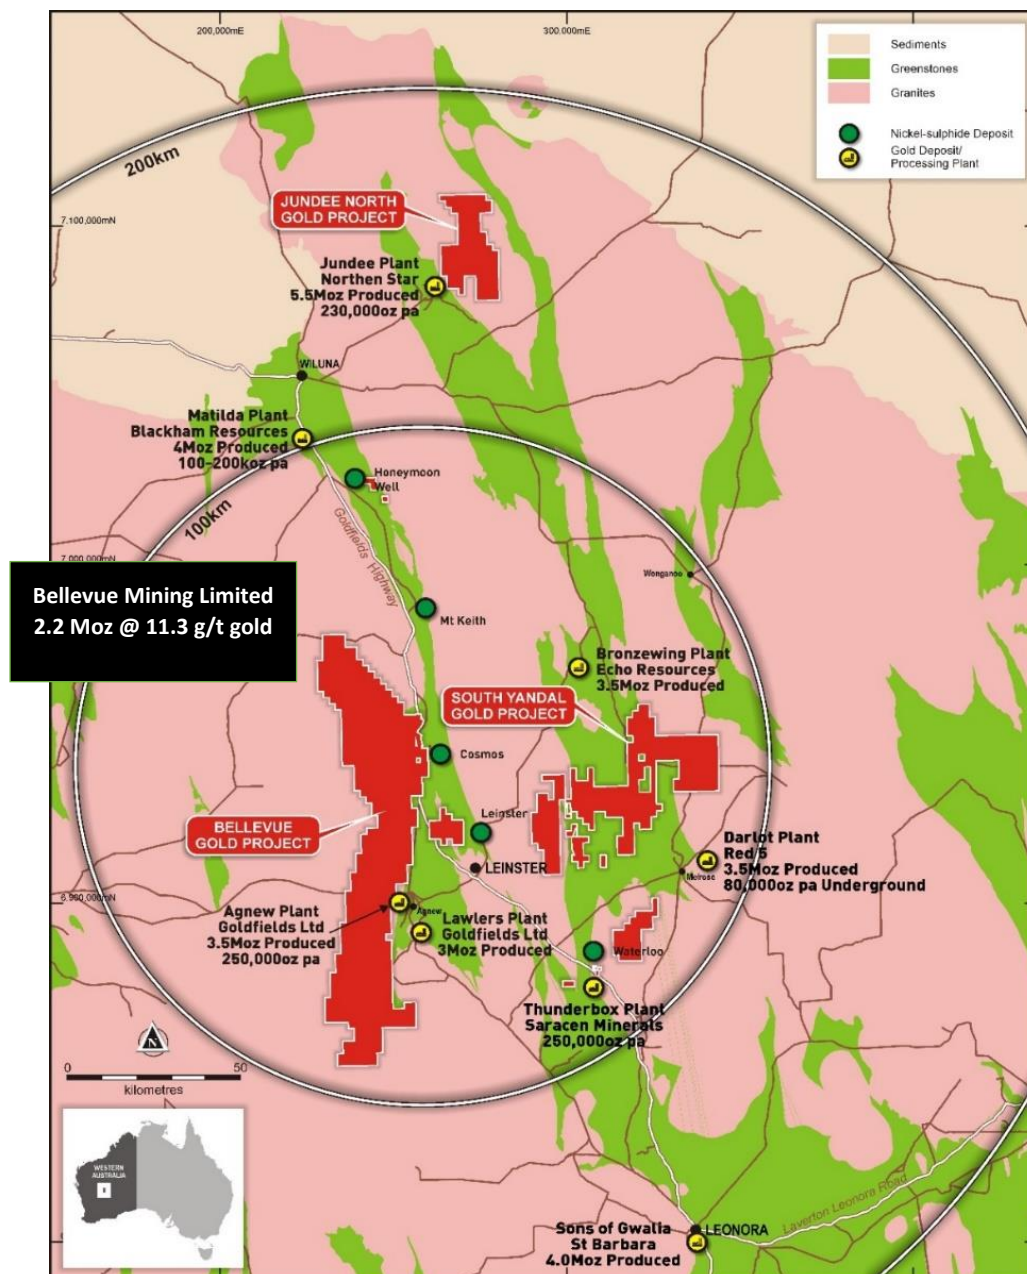 200,000mE
300,000mE
Sediments
Greenstones
Granites
Nickel-sulphide Deposit
Gold Deposit/
Processing Plant
200km
JUNDEE NORTH
GOLD PROJECT
7,100,000mN
Jundee Plant
Northen Star
5.5Moz Produced
230,000oz pa
WILUNA
Matilda Plant
Blackham Resources
4Moz Produced
100-200koz pa
Honeymoon
Well
100km
Goldfields Highway
7,000,000mN
Wonganoo
Bellevue Mining Limited
2.2 Moz @ 11.3 g/t gold
Mt Keith
Bronzewing Plant
Echo Resources
3.5Moz Produced
SOUTH YANDAL
GOLD PROJECT
Cosmos
Leinster
BELLEVUE
GOLD PROJECT
Darlot Plant
Red 5
3.5Moz Produced
80,000oz pa Underground
LEINSTER
Melrose
6,900,000mN
Agnew
Agnew Plant
Goldfields Ltd
3.5Moz Produced
250,000oz pa
Lawlers Plant
Goldfields Ltd
3Moz Produced
Waterloo
Thunderbox Plant
Saracen Minerals
250,000oz pa
N
0 50
kilometres
WESTERN
AUSTRALIA
Laverton Leonora Road
Sons of Gwalia
St Barbara
4.0Moz Produced
LEONORA